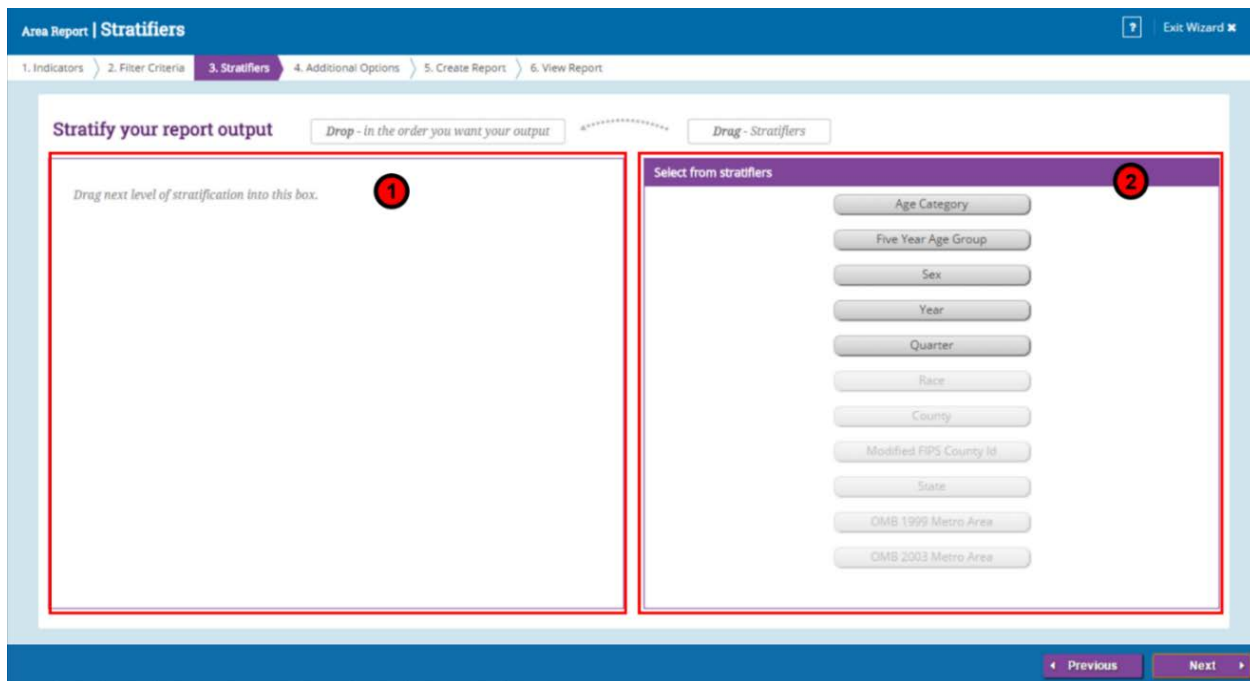 Area Report | Stratifiers
? Exit Wizard ✖
1. Indicators 2. Filter Criteria 3. Stratifiers 4. Additional Options 5. Create Report 6. View Report
Stratify your report output Drop - in the order you want your output Drag - Stratifiers
Drag next level of stratification into this box.
1
Select from stratifiers
2
Age Category
Five Year Age Group
Sex
Year
Quarter
Race
County
Modified FIPS County Id
State
OMB 1999 Metro Area
OMB 2003 Metro Area
Previous Next